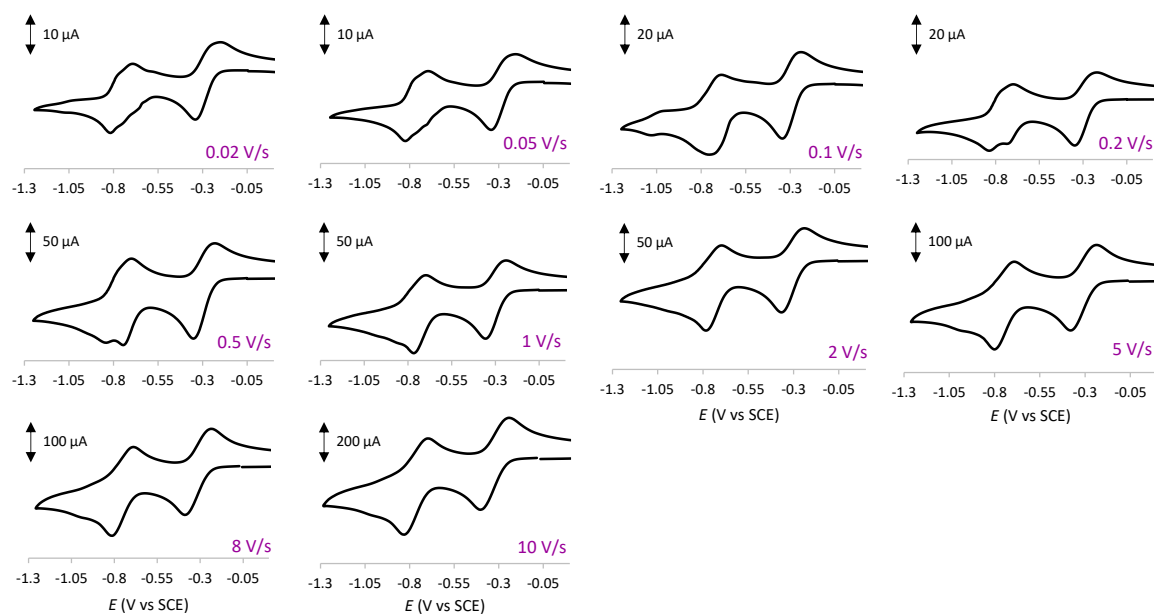 10 µA
0.02 V/s
-1.3 -1.05 -0.8 -0.55 -0.3 -0.05
10 µA
0.05 V/s
-1.3 -1.05 -0.8 -0.55 -0.3 -0.05
20 µA
0.1 V/s
-1.3 -1.05 -0.8 -0.55 -0.3 -0.05
20 µA
0.2 V/s
-1.3 -1.05 -0.8 -0.55 -0.3 -0.05
50 µA
0.5 V/s
-1.3 -1.05 -0.8 -0.55 -0.3 -0.05
50 µA
1 V/s
-1.3 -1.05 -0.8 -0.55 -0.3 -0.05
50 µA
2 V/s
-1.3 -1.05 -0.8 -0.55 -0.3 -0.05
E (V vs SCE)
100 µA
5 V/s
-1.3 -1.05 -0.8 -0.55 -0.3 -0.05
E (V vs SCE)
100 µA
8 V/s
-1.3 -1.05 -0.8 -0.55 -0.3 -0.05
E (V vs SCE)
200 µA
10 V/s
-1.3 -1.05 -0.8 -0.55 -0.3 -0.05
E (V vs SCE)